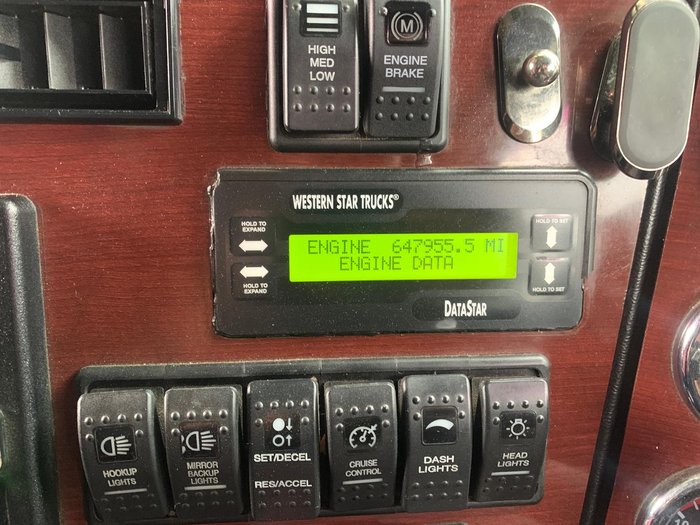 HIGH
MED
LOW
M
ENGINE
BRAKE
WESTERN STAR TRUCKS®
HOLD TO
EXPAND
HOLD TO SET
ENGINE 647955.5 MI
ENGINE DATA
HOLD TO
EXPAND
HOLD TO SET
DATASTAR
HOOKUP
LIGHTS
MIRROR
BACKUP
LIGHTS
SET/DECEL
RES/ACCEL
CRUISE
CONTROL
DASH
LIGHTS
HEAD
LIGHTS